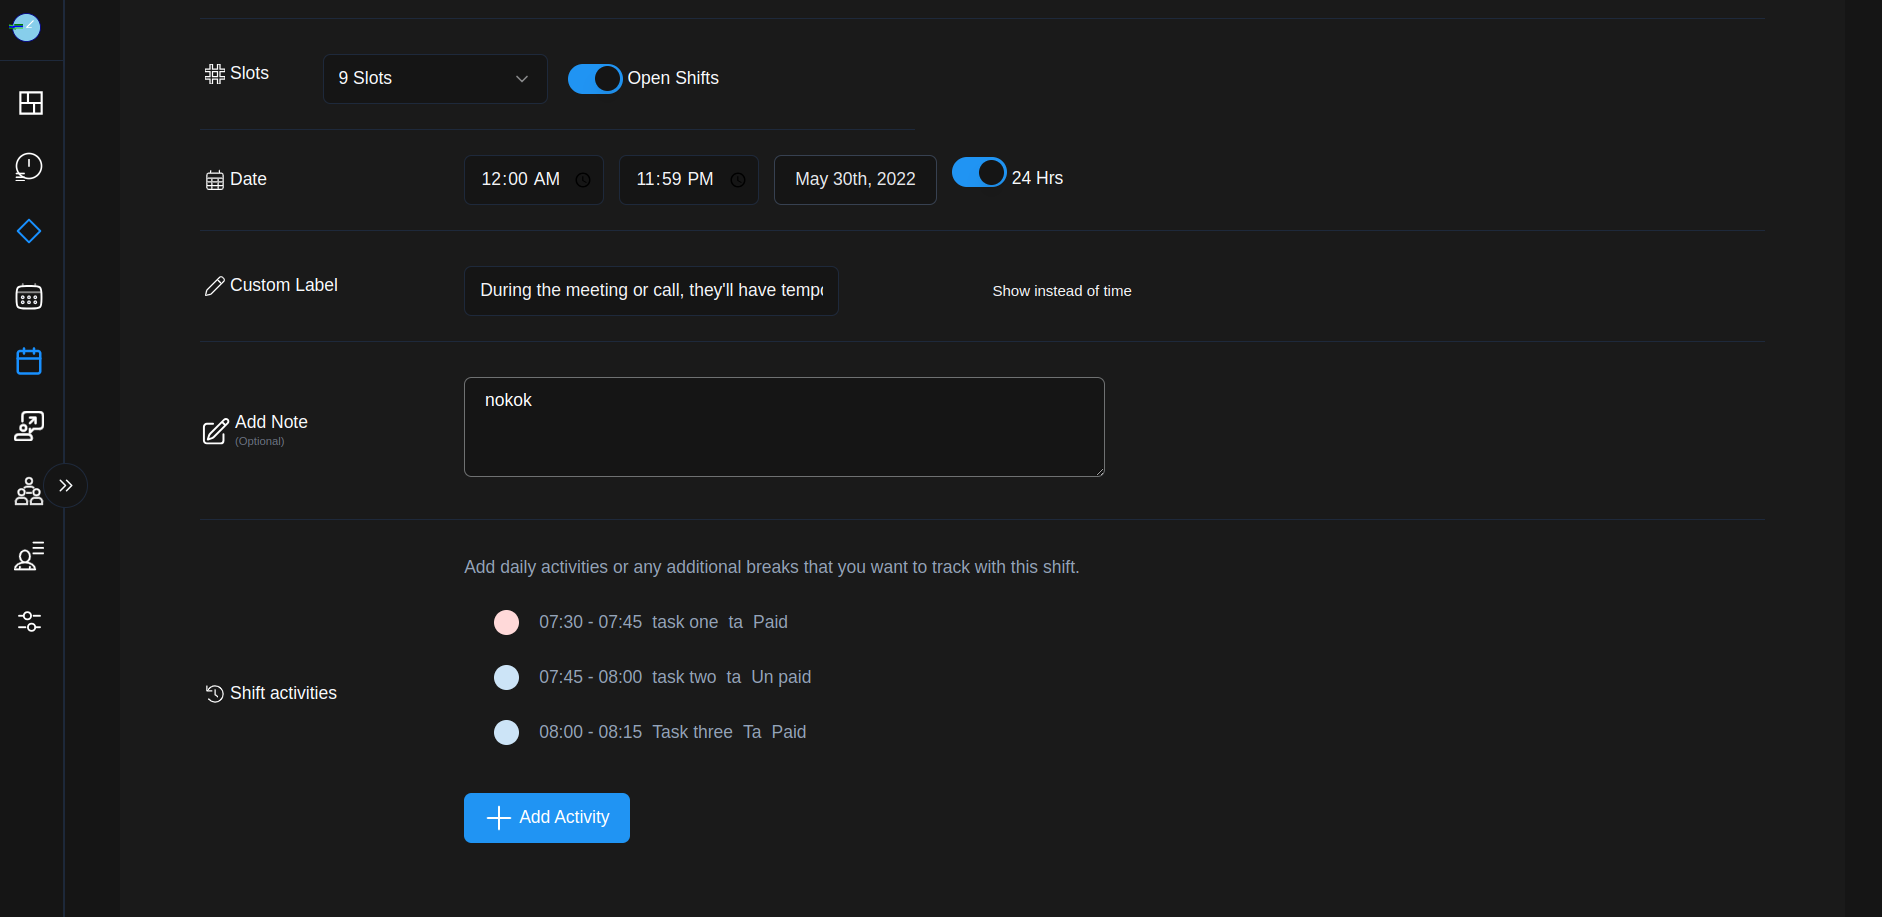 Slots 9 Slots Open Shifts
Date 12:00 AM 11:59 PM May 30th, 2022 24 Hrs
Custom Label During the meeting or call, they'll have Show instead of time
nokok
Add Note
(Optional)
Add daily activities or any additional breaks that you want to track with this shift.
07:30 - 07:45 task one ta Paid
07:45 - 08:00 task two ta Un paid
Shift activities
08:00 - 08:15 Task three Ta Paid
Add Activity